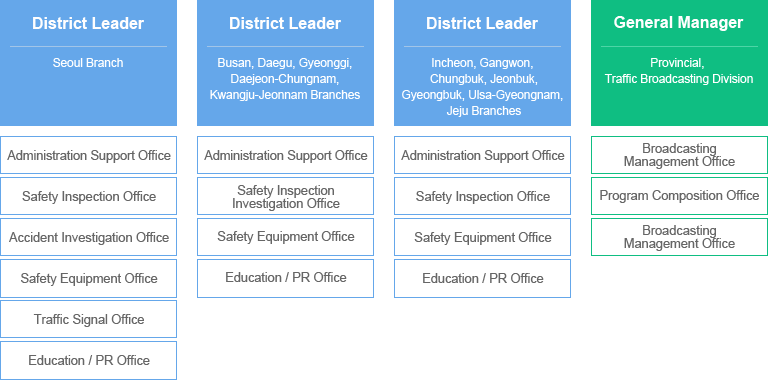 District Leader
Seoul Branch
Administration Support Office
Safety Inspection Office
Accident Investigation Office
Safety Equipment Office
Traffic Signal Office
Education / PR Office
District Leader
Busan, Daegu, Gyeonggi,
Daejeon-Chungnam,
Kwangju-Jeonnam Branches
Administration Support Office
Safety Inspection
Investigation Office
Safety Equipment Office
Education / PR Office
District Leader
Incheon, Gangwon,
Chungbuk, Jeonbuk,
Gyeongbuk, Ulsa-Gyeongnam,
Jeju Branches
Administration Support Office
Safety Inspection Office
Safety Equipment Office
Education / PR Office
General Manager
Provincial,
Traffic Broadcasting Division
Broadcasting
Management Office
Program Composition Office
Broadcasting
Management Office